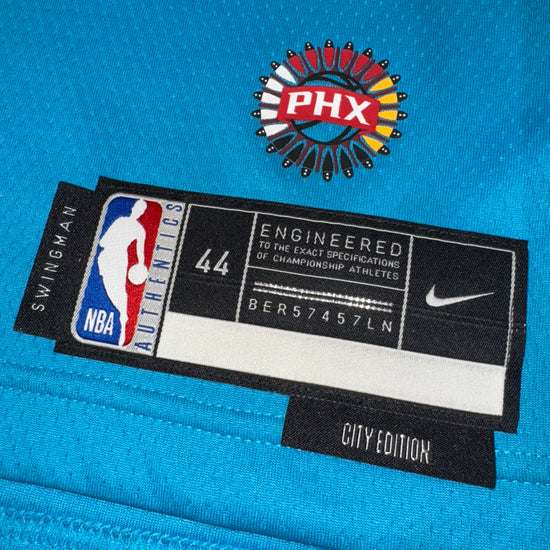 PHX
SWINGMAN
NBA
AUTHENTICS
44
ENGINEERED
TO THE EXACT SPECIFICATIONS
OF CHAMPIONSHIP ATHLETES
BER57457LN
CITY EDITION